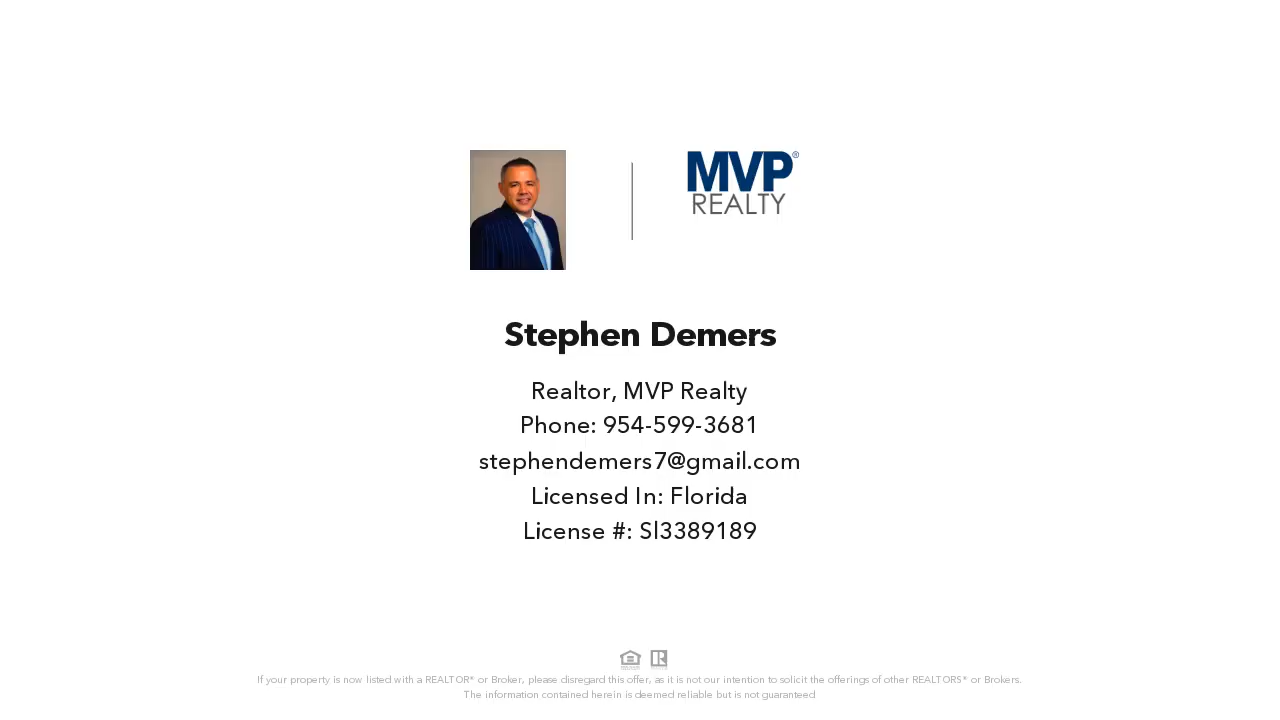 MVP®
REALTY
Stephen Demers
Realtor, MVP Realty
Phone: 954-599-3681
stephendemers7@gmail.com
Licensed In: Florida
License #: Sl3389189
If your property is now listed with a REALTOR® or Broker, please disregard this offer, as it is not our intention to solicit the offerings of other REALTORS® or Brokers.
The information contained herein is deemed reliable but is not guaranteed